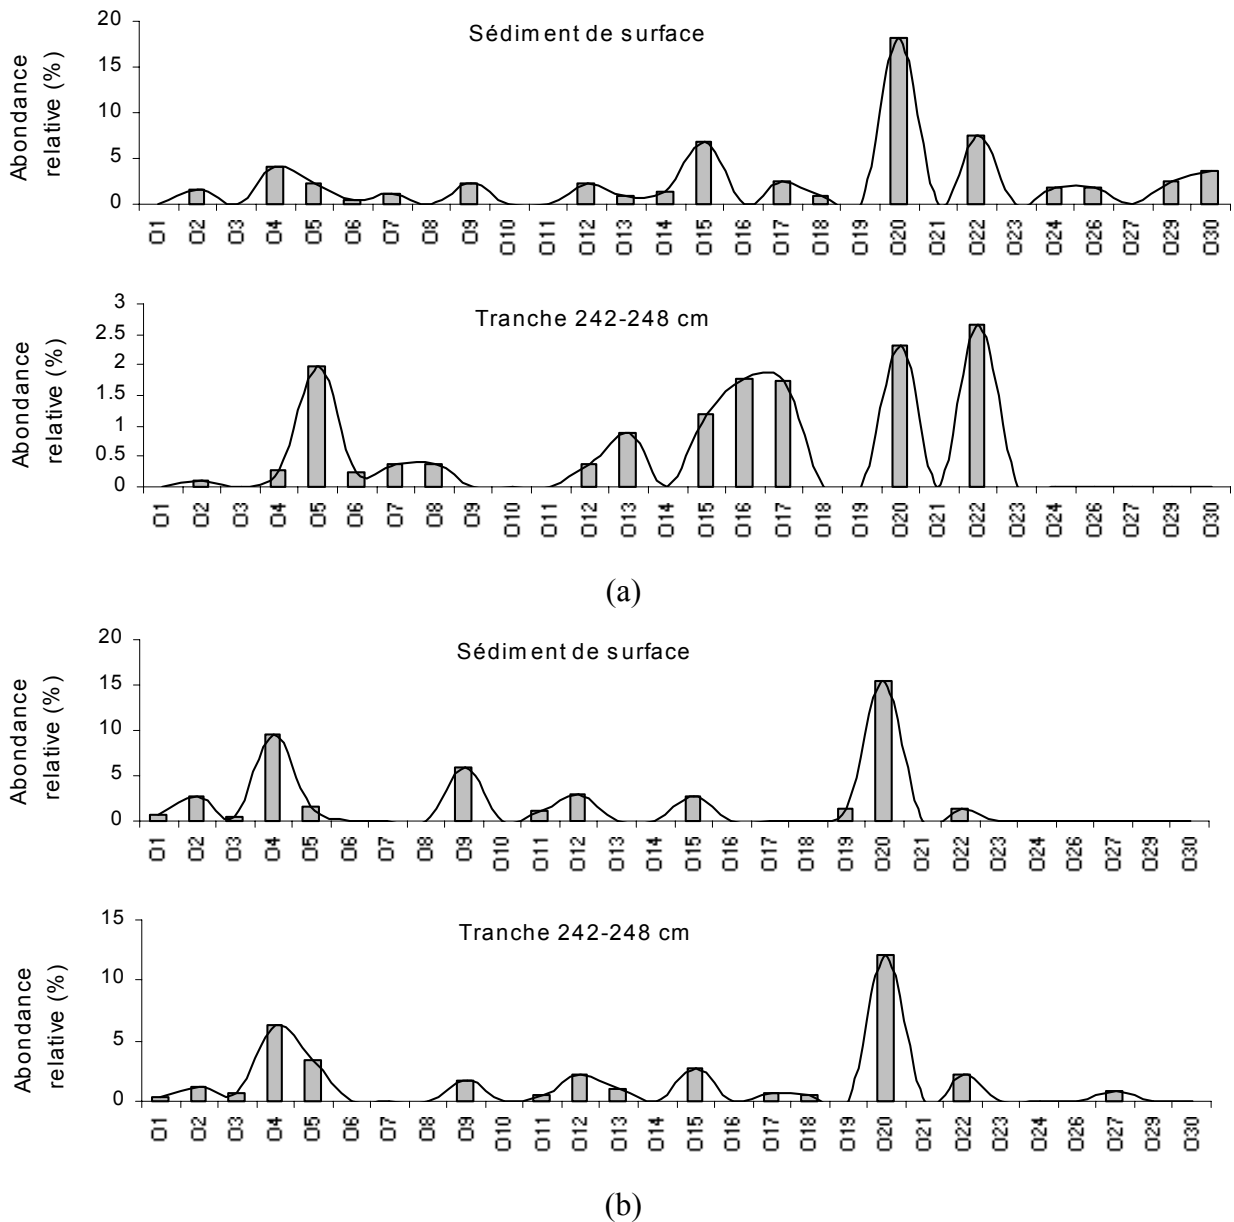 Sédiment de surface
Abondance
relative (%)
20
15
10
5
0
O1 O2 O3 O4 O5 O6 O7 O8 O9 O10 O11 O12 O13 O14 O15 O16 O17 O18 O19 O20 O21 O22 O23 O24 O26 O27 O29 O30
Tranche 242-248 cm
Abondance
relative (%)
3
2.5
2
1.5
1
0.5
0
O1 O2 O3 O4 O5 O6 O7 O8 O9 O10 O11 O12 O13 O14 O15 O16 O17 O18 O19 O20 O21 O22 O23 O24 O26 O27 O29 O30
(a)
Sédiment de surface
Abondance
relative (%)
20
15
10
5
0
O1 O2 O3 O4 O5 O6 O7 O8 O9 O10 O11 O12 O13 O14 O15 O16 O17 O18 O19 O20 O21 O22 O23 O24 O26 O27 O29 O30
Tranche 242-248 cm
Abondance
relative (%)
15
10
5
0
O1 O2 O3 O4 O5 O6 O7 O8 O9 O10 O11 O12 O13 O14 O15 O16 O17 O18 O19 O20 O21 O22 O23 O24 O26 O27 O29 O30
(b)